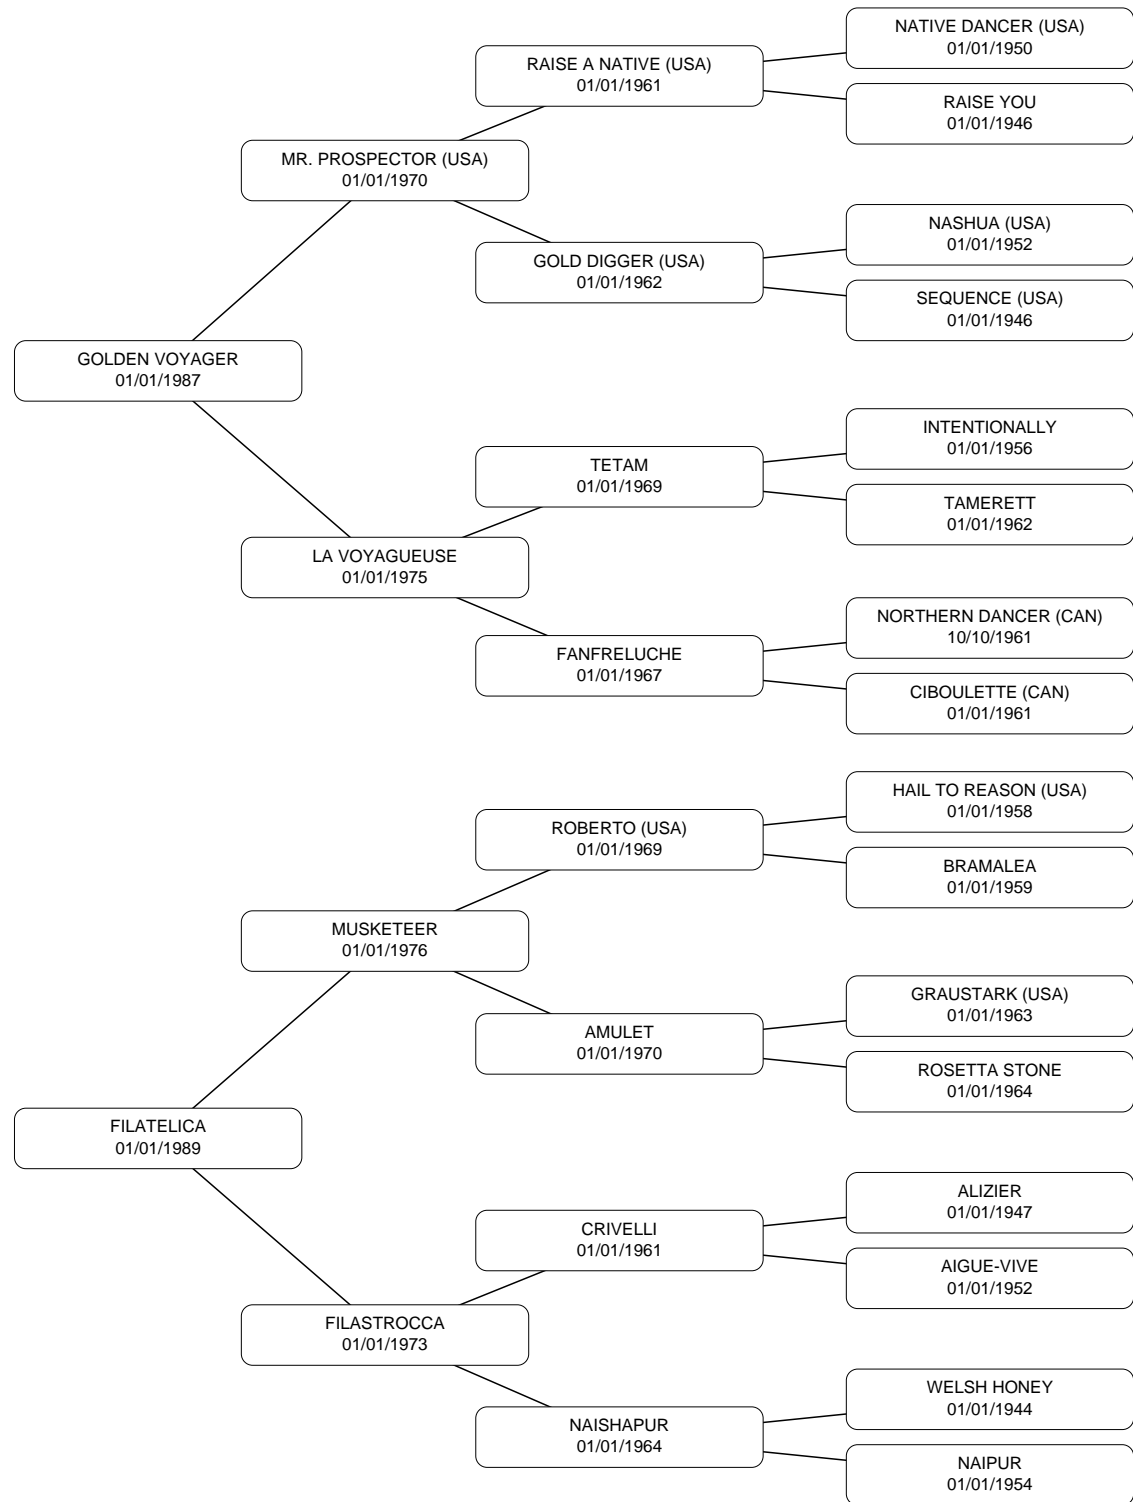 NATIVE DANCER (USA)
01/01/1950
RAISE A NATIVE (USA)
01/01/1961
RAISE YOU
01/01/1946
MR. PROSPECTOR (USA)
01/01/1970
NASHUA (USA)
01/01/1952
GOLD DIGGER (USA)
01/01/1962
SEQUENCE (USA)
01/01/1946
GOLDEN VOYAGER
01/01/1987
INTENTIONALLY
01/01/1956
TETAM
01/01/1969
TAMERETT
01/01/1962
LA VOYAGUEUSE
01/01/1975
NORTHERN DANCER (CAN)
10/10/1961
FANFRELUCHE
01/01/1967
CIBOULETTE (CAN)
01/01/1961
HAIL TO REASON (USA)
01/01/1958
ROBERTO (USA)
01/01/1969
BRAMALEA
01/01/1959
MUSKETEER
01/01/1976
GRAUSTARK (USA)
01/01/1963
AMULET
01/01/1970
ROSETTA STONE
01/01/1964
FILATELICA
01/01/1989
ALIZIER
01/01/1947
CRIVELLI
01/01/1961
AIGUE-VIVE
01/01/1952
FILASTROCCA
01/01/1973
WELSH HONEY
01/01/1944
NAISHAPUR
01/01/1964
NAIPUR
01/01/1954